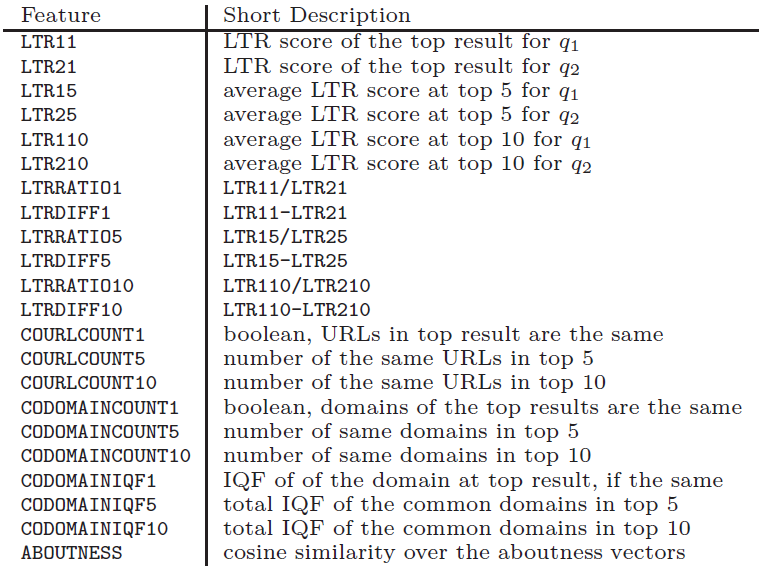 Feature Short Description
LTR11 LTR score of the top result for q1
LTR21 LTR score of the top result for q2
LTR15 average LTR score at top 5 for q1
LTR25 average LTR score at top 5 for q2
LTR110 average LTR score at top 10 for q1
LTR210 average LTR score at top 10 for q2
LTRRATIO1 LTR11/LTR21
LTRDIFF1 LTR11-LTR21
LTRRATIO5 LTR15/LTR25
LTRDIFF5 LTR15-LTR25
LTRRATIO10 LTR110/LTR210
LTRDIFF10 LTR110-LTR210
COURLCOUNT1 boolean, URLs in top result are the same
COURLCOUNT5 number of the same URLs in top 5
COURLCOUNT10 number of the same URLs in top 10
CODOMAINCOUNT1 boolean, domains of the top results are the same
CODOMAINCOUNT5 number of same domains in top 5
CODOMAINCOUNT10 number of same domains in top 10
CODOMAINIQF1 IQF of of the domain at top result, if the same
CODOMAINIQF5 total IQF of the common domains in top 5
CODOMAINIQF10 total IQF of the common domains in top 10
ABOUTNESS cosine similarity over the aboutness vectors